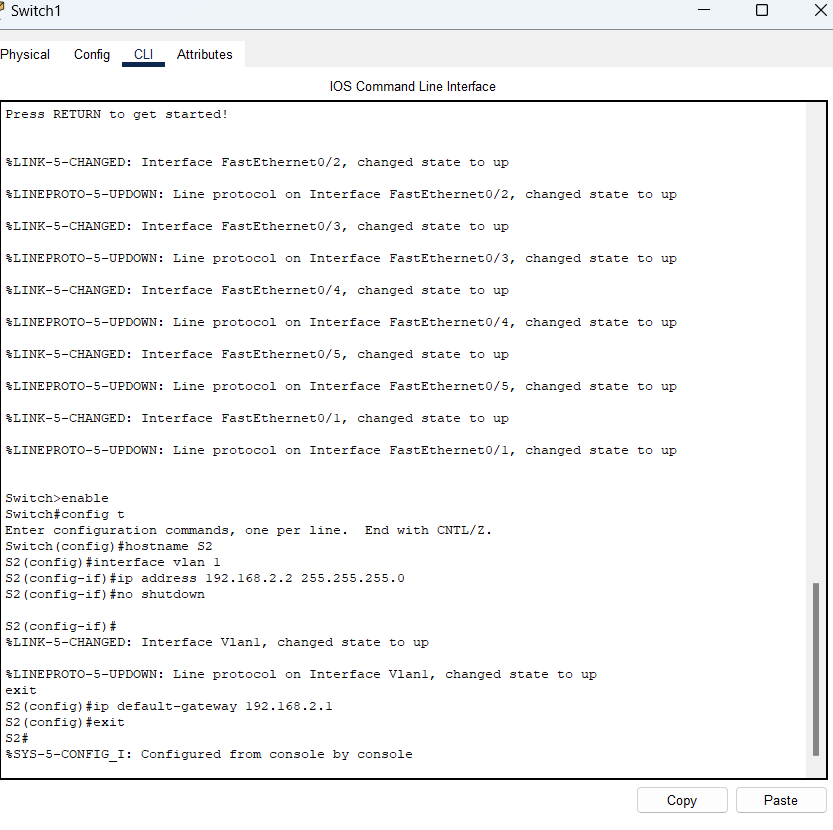 Switch1
Physical Config CLI Attributes
IOS Command Line Interface
Press RETURN to get started!
%LINK-5-CHANGED: Interface FastEthernet0/2, changed state to up
%LINEPROTO-5-UPDOWN: Line protocol on Interface FastEthernet0/2, changed state to up
%LINK-5-CHANGED: Interface FastEthernet0/3, changed state to up
%LINEPROTO-5-UPDOWN: Line protocol on Interface FastEthernet0/3, changed state to up
%LINK-5-CHANGED: Interface FastEthernet0/4, changed state to up
%LINEPROTO-5-UPDOWN: Line protocol on Interface FastEthernet0/4, changed state to up
%LINK-5-CHANGED: Interface FastEthernet0/5, changed state to up
%LINEPROTO-5-UPDOWN: Line protocol on Interface FastEthernet0/5, changed state to up
%LINK-5-CHANGED: Interface FastEthernet0/1, changed state to up
%LINEPROTO-5-UPDOWN: Line protocol on Interface FastEthernet0/1, changed state to up
Switch>enable
Switch#config t
Enter configuration commands, one per line.  End with CNTL/Z.
Switch(config)#hostname S2
S2(config)#interface vlan 1
S2(config-if)#ip address 192.168.2.2 255.255.255.0
S2(config-if)#no shutdown
S2(config-if)#
%LINK-5-CHANGED: Interface Vlan1, changed state to up
%LINEPROTO-5-UPDOWN: Line protocol on Interface Vlan1, changed state to up
exit
S2(config)#ip default-gateway 192.168.2.1
S2(config)#exit
S2#
%SYS-5-CONFIG_I: Configured from console by console
Copy Paste